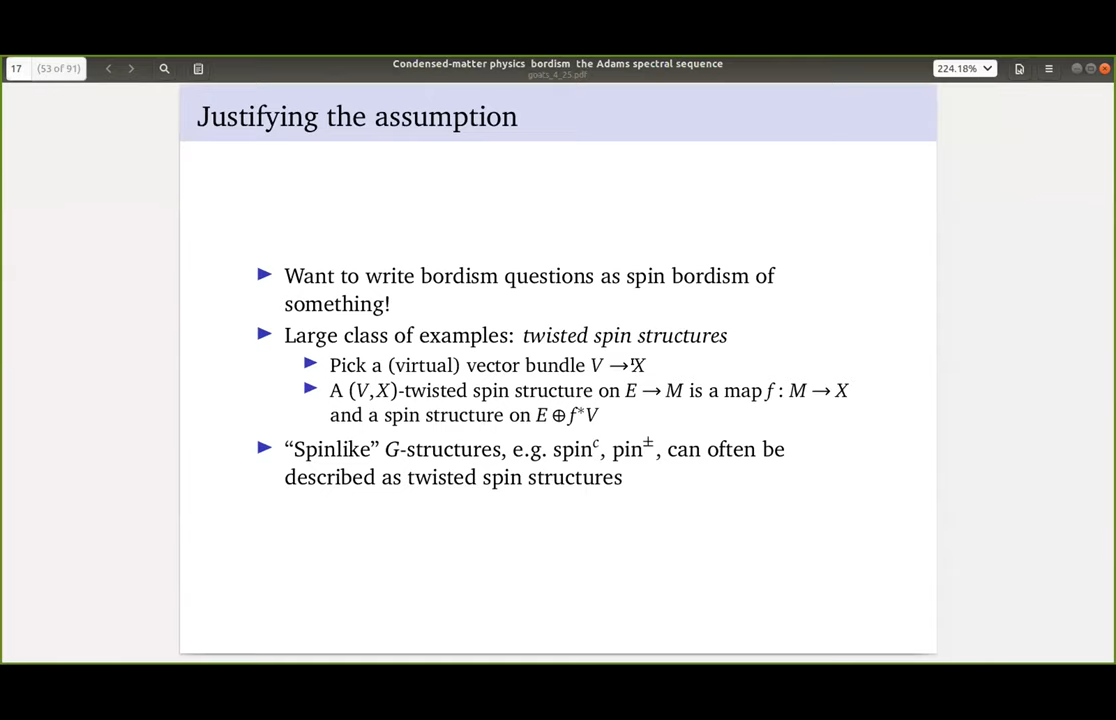 17 (53 of 91)
Condensed-matter physics bordism the Adams spectral sequence
goats_4_25.pdf
224.18%
Justifying the assumption
Want to write bordism questions as spin bordism of
something!
Large class of examples: twisted spin structures
Pick a (virtual) vector bundle V → X
A (V,X)-twisted spin structure on E → M is a map f : M → X
and a spin structure on E ⊕ f*V
“Spinlike” G-structures, e.g. spinᶜ, pin±, can often be
described as twisted spin structures